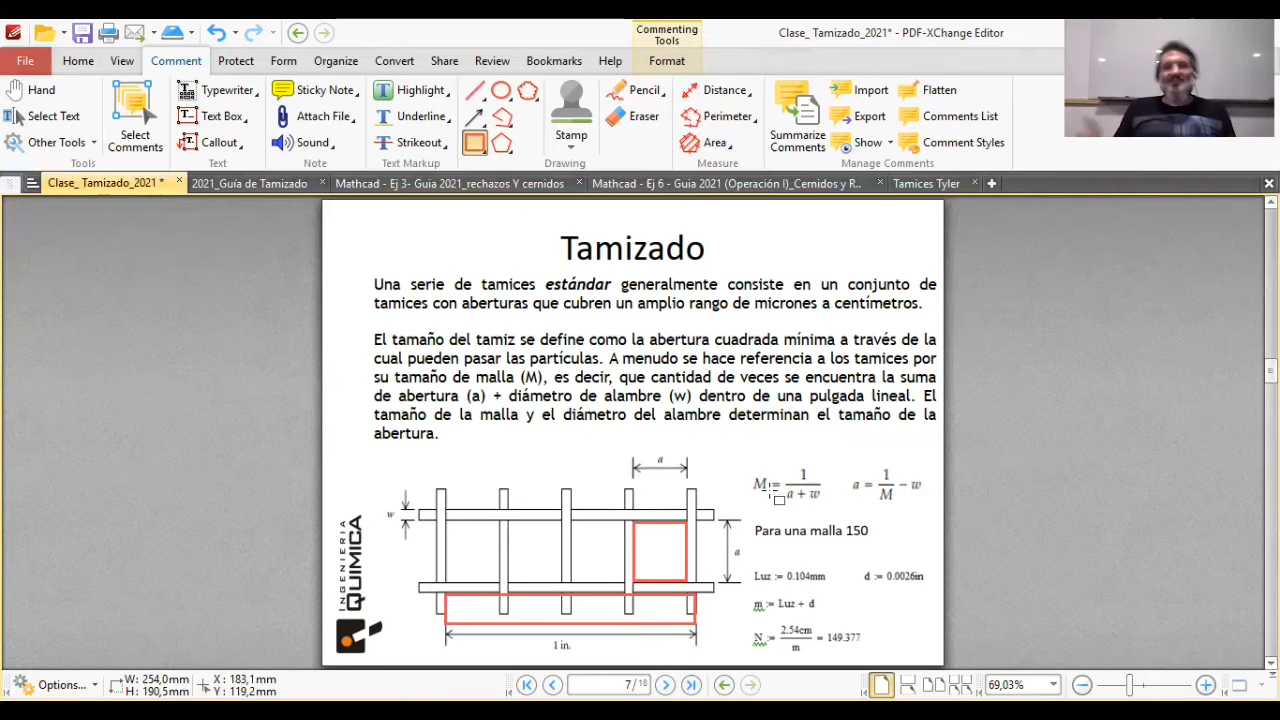 Commenting Tools
Clase_ Tamizado_2021* - PDF-XChange Editor
File Home View Comment Protect Form Organize Convert Share Review Bookmarks Help Format
Hand
Select Text
Other Tools
Tools
Select Comments
Typewriter
Text Box
Callout
Text
Sticky Note
Attach File
Sound
Note
Highlight
Underline
Strikeout
Text Markup
Drawing
Pencil
Eraser
Stamp
Distance
Perimeter
Area
Measure
Summarize Comments
Import
Export
Show
Flatten
Comments List
Comment Styles
Manage Comments
Clase_ Tamizado_2021 *
2021_Guía de Tamizado
Mathcad - Ej 3- Guia 2021_rechazos Y cernidos
Mathcad - Ej 6 - Guia 2021 (Operación I)_Cernidos y R..
Tamices Tyler
Tamizado
Una serie de tamices estándar generalmente consiste en un conjunto de
tamices con aberturas que cubren un amplio rango de micrones a centímetros.
El tamaño del tamiz se define como la abertura cuadrada mínima a través de la
cual pueden pasar las partículas. A menudo se hace referencia a los tamices por
su tamaño de malla (M), es decir, que cantidad de veces se encuentra la suma
de abertura (a) + diámetro de alambre (w) dentro de una pulgada lineal. El
tamaño de la malla y el diámetro del alambre determinan el tamaño de la
abertura.
a
w
a
1 in.
M = 1 / (a + w)
a = 1 / M − w
Para una malla 150
Luz := 0.104mm d := 0.0026in
m := Luz + d
N := 2.54cm / m = 149.377
INGENIERIA
QUIMICA
Options...
W: 254,0mm
H: 190,5mm
X: 183,1mm
Y: 119,2mm
7 / 18
69,03%